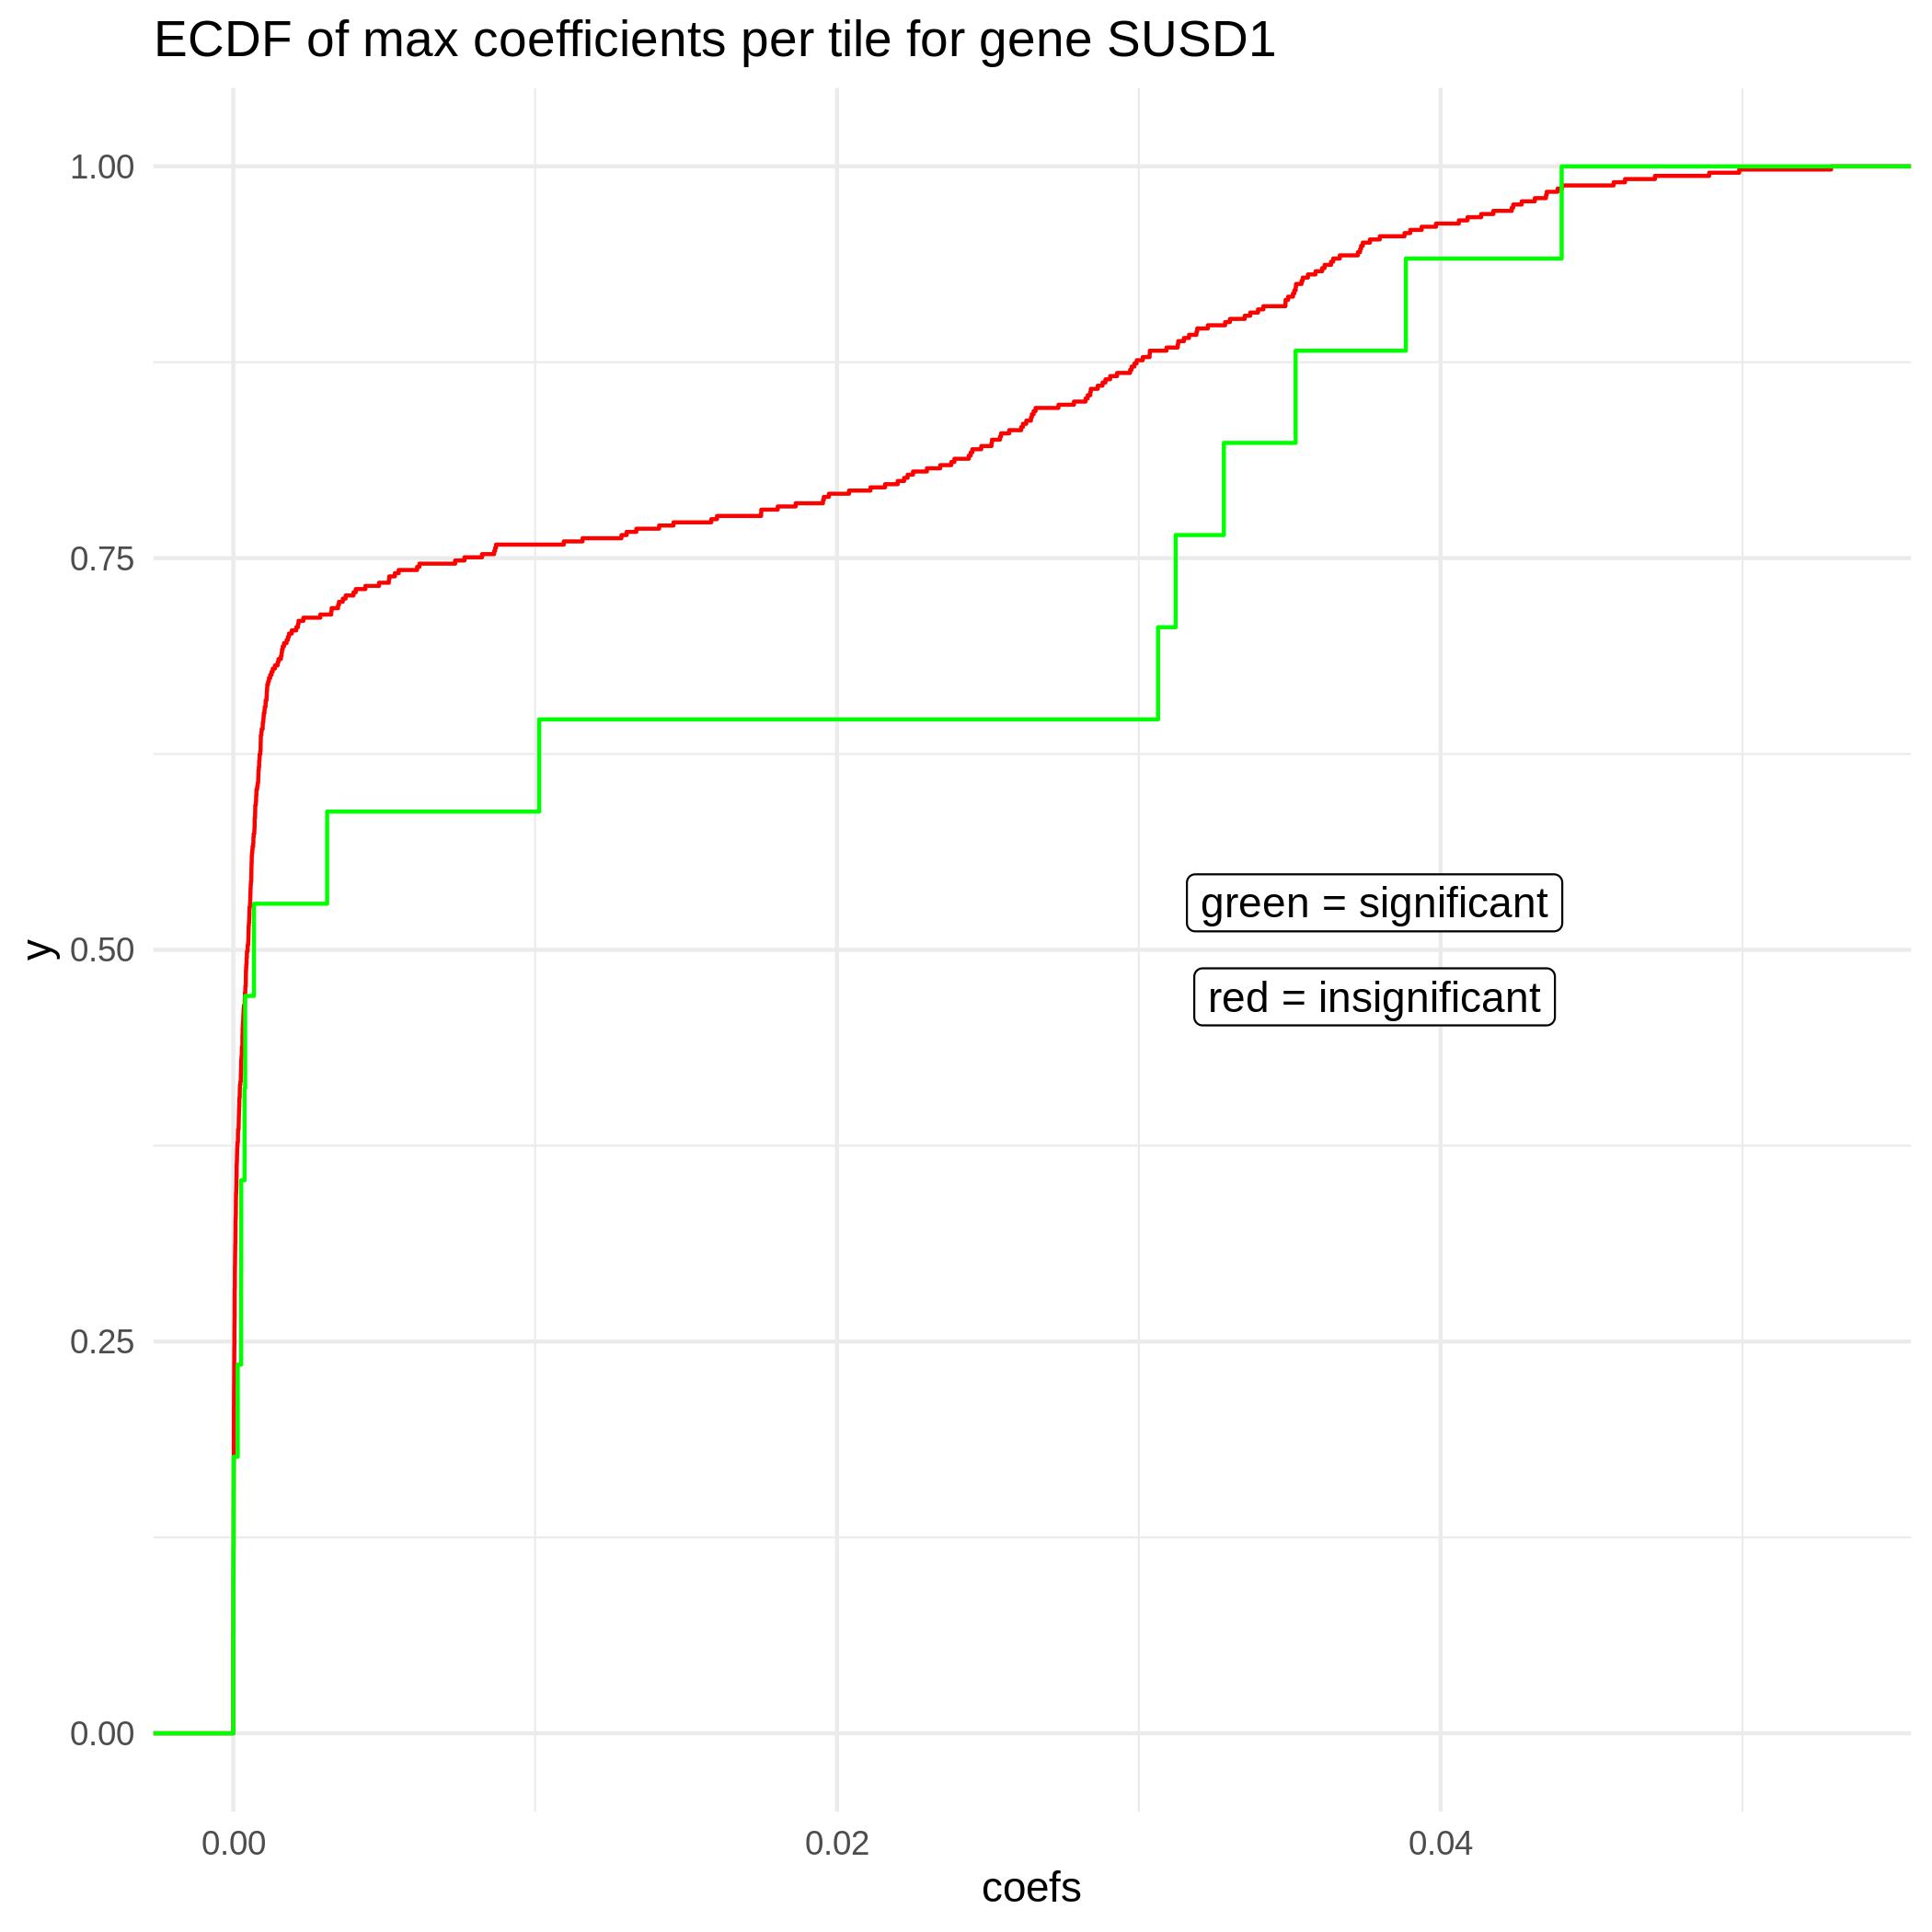 ECDF of max coefficients per tile for gene SUSD1
1.00
0.75
0.50
0.25
0.00
y
green = significant
red = insignificant
0.00
0.02
0.04
coefs